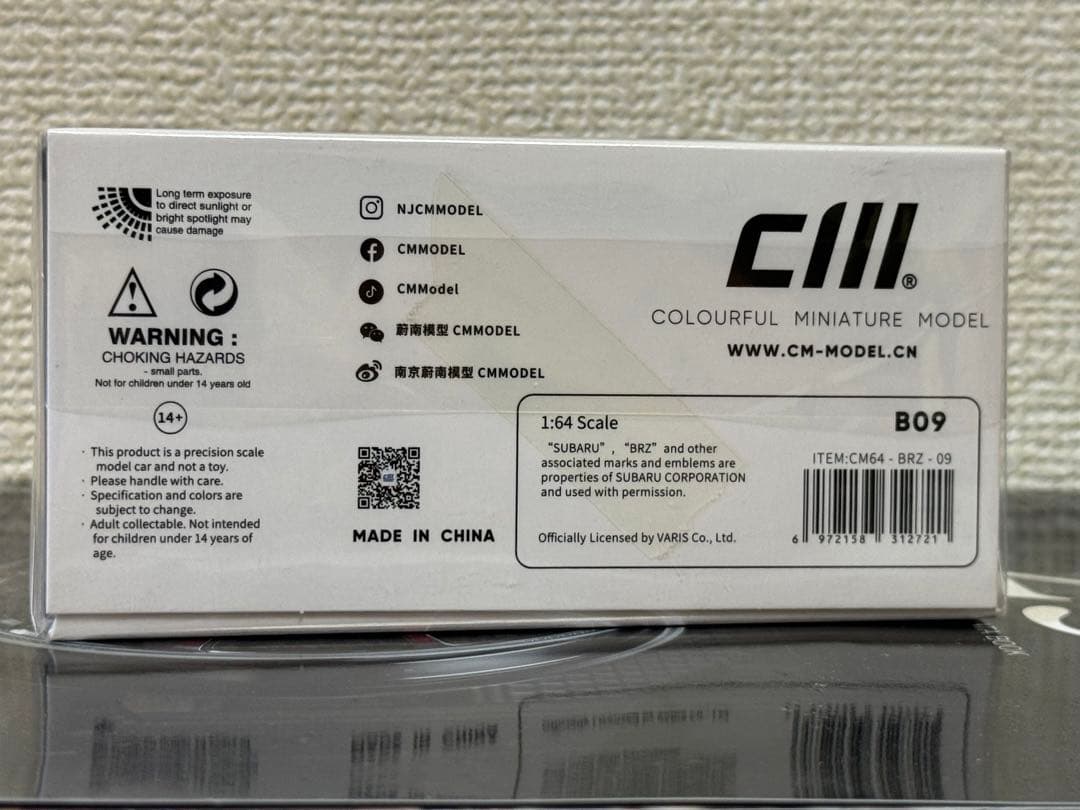 Long term exposure
to direct sunlight or
bright spotlight may
cause damage
WARNING :
CHOKING HAZARDS
- small parts.
Not for children under 14 years old
14+
· This product is a precision scale
model car and not a toy.
· Please handle with care.
· Specification and colors are
subject to change.
· Adult collectable. Not intended
for children under 14 years of
age.
NJCMMODEL
CMMODEL
CMModel
蔚南模型 CMMODEL
南京蔚南模型 CMMODEL
MADE IN CHINA
CM®
COLOURFUL MINIATURE MODEL
WWW.CM-MODEL.CN
1:64 Scale
B09
“SUBARU”, “BRZ” and other
associated marks and emblems are
properties of SUBARU CORPORATION
and used with permission.
Officially Licensed by VARIS Co., Ltd.
ITEM:CM64 - BRZ - 09
6 972158 312721
BOOK